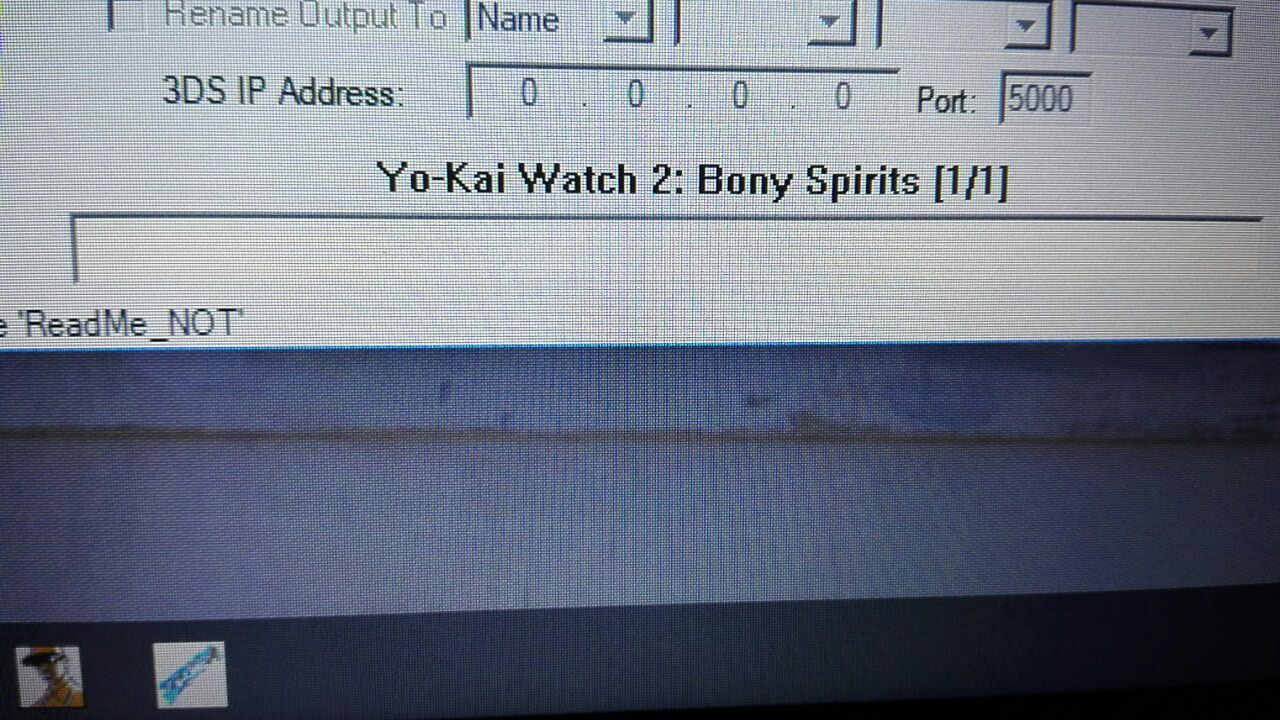 Rename Output To Name
3DS IP Address: 0 . 0 . 0 . 0 Port: 5000
Yo-Kai Watch 2: Bony Spirits [1/1]
'ReadMe_NOT'